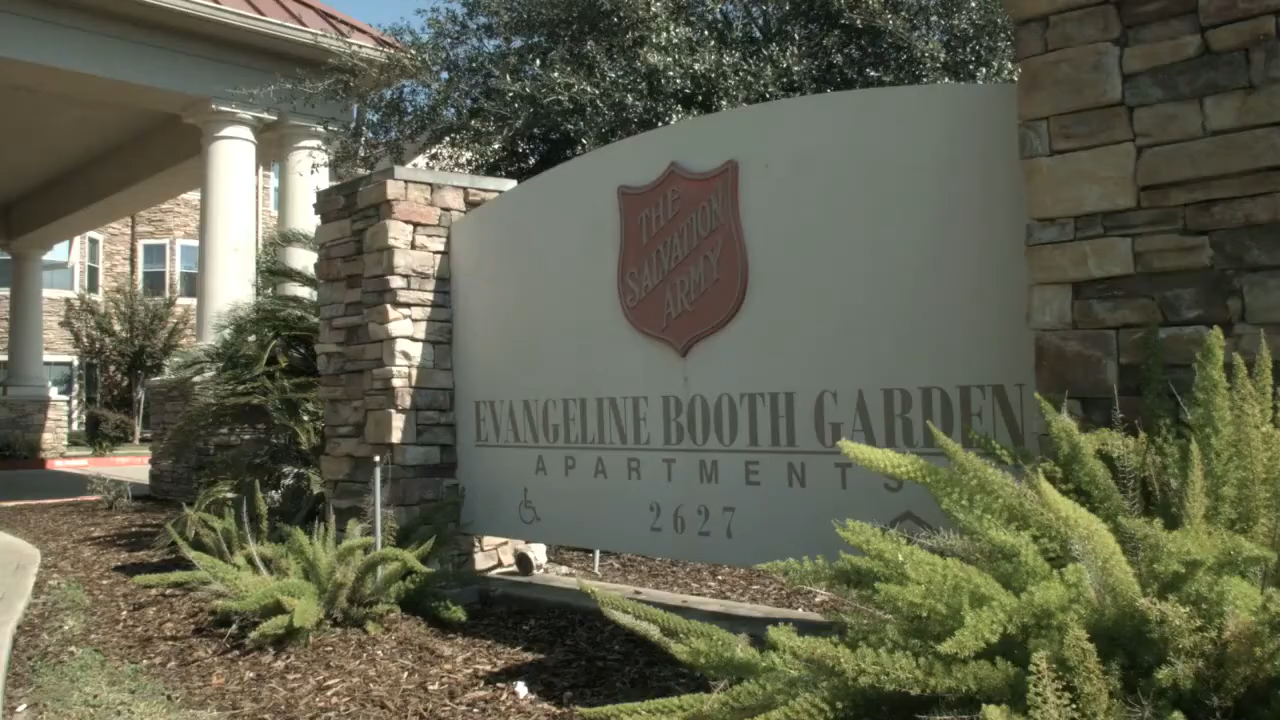 THE
SALVATION
ARMY
EVANGELINE BOOTH GARDEN
APARTMENTS
2627